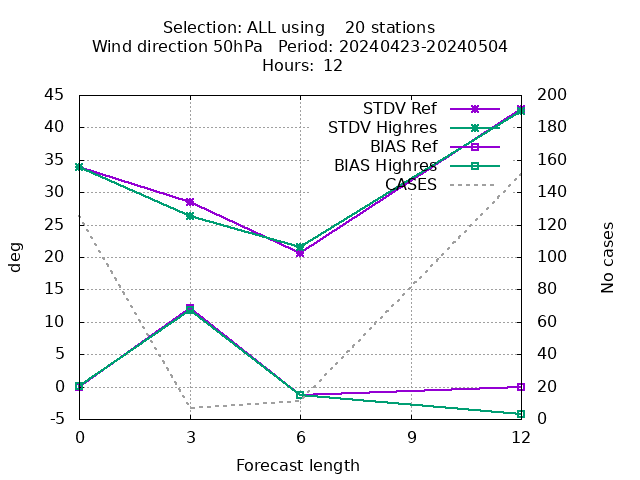 Selection: ALL using    20 stations
Wind direction 50hPa   Period: 20240423-20240504
Hours: 12
45
40
35
30
25
20
15
10
5
0
-5
200
180
160
140
120
100
80
60
40
20
0
STDV Ref
STDV Highres
BIAS Ref
BIAS Highres
CASES
deg
No cases
0 3 6 9 12
Forecast length